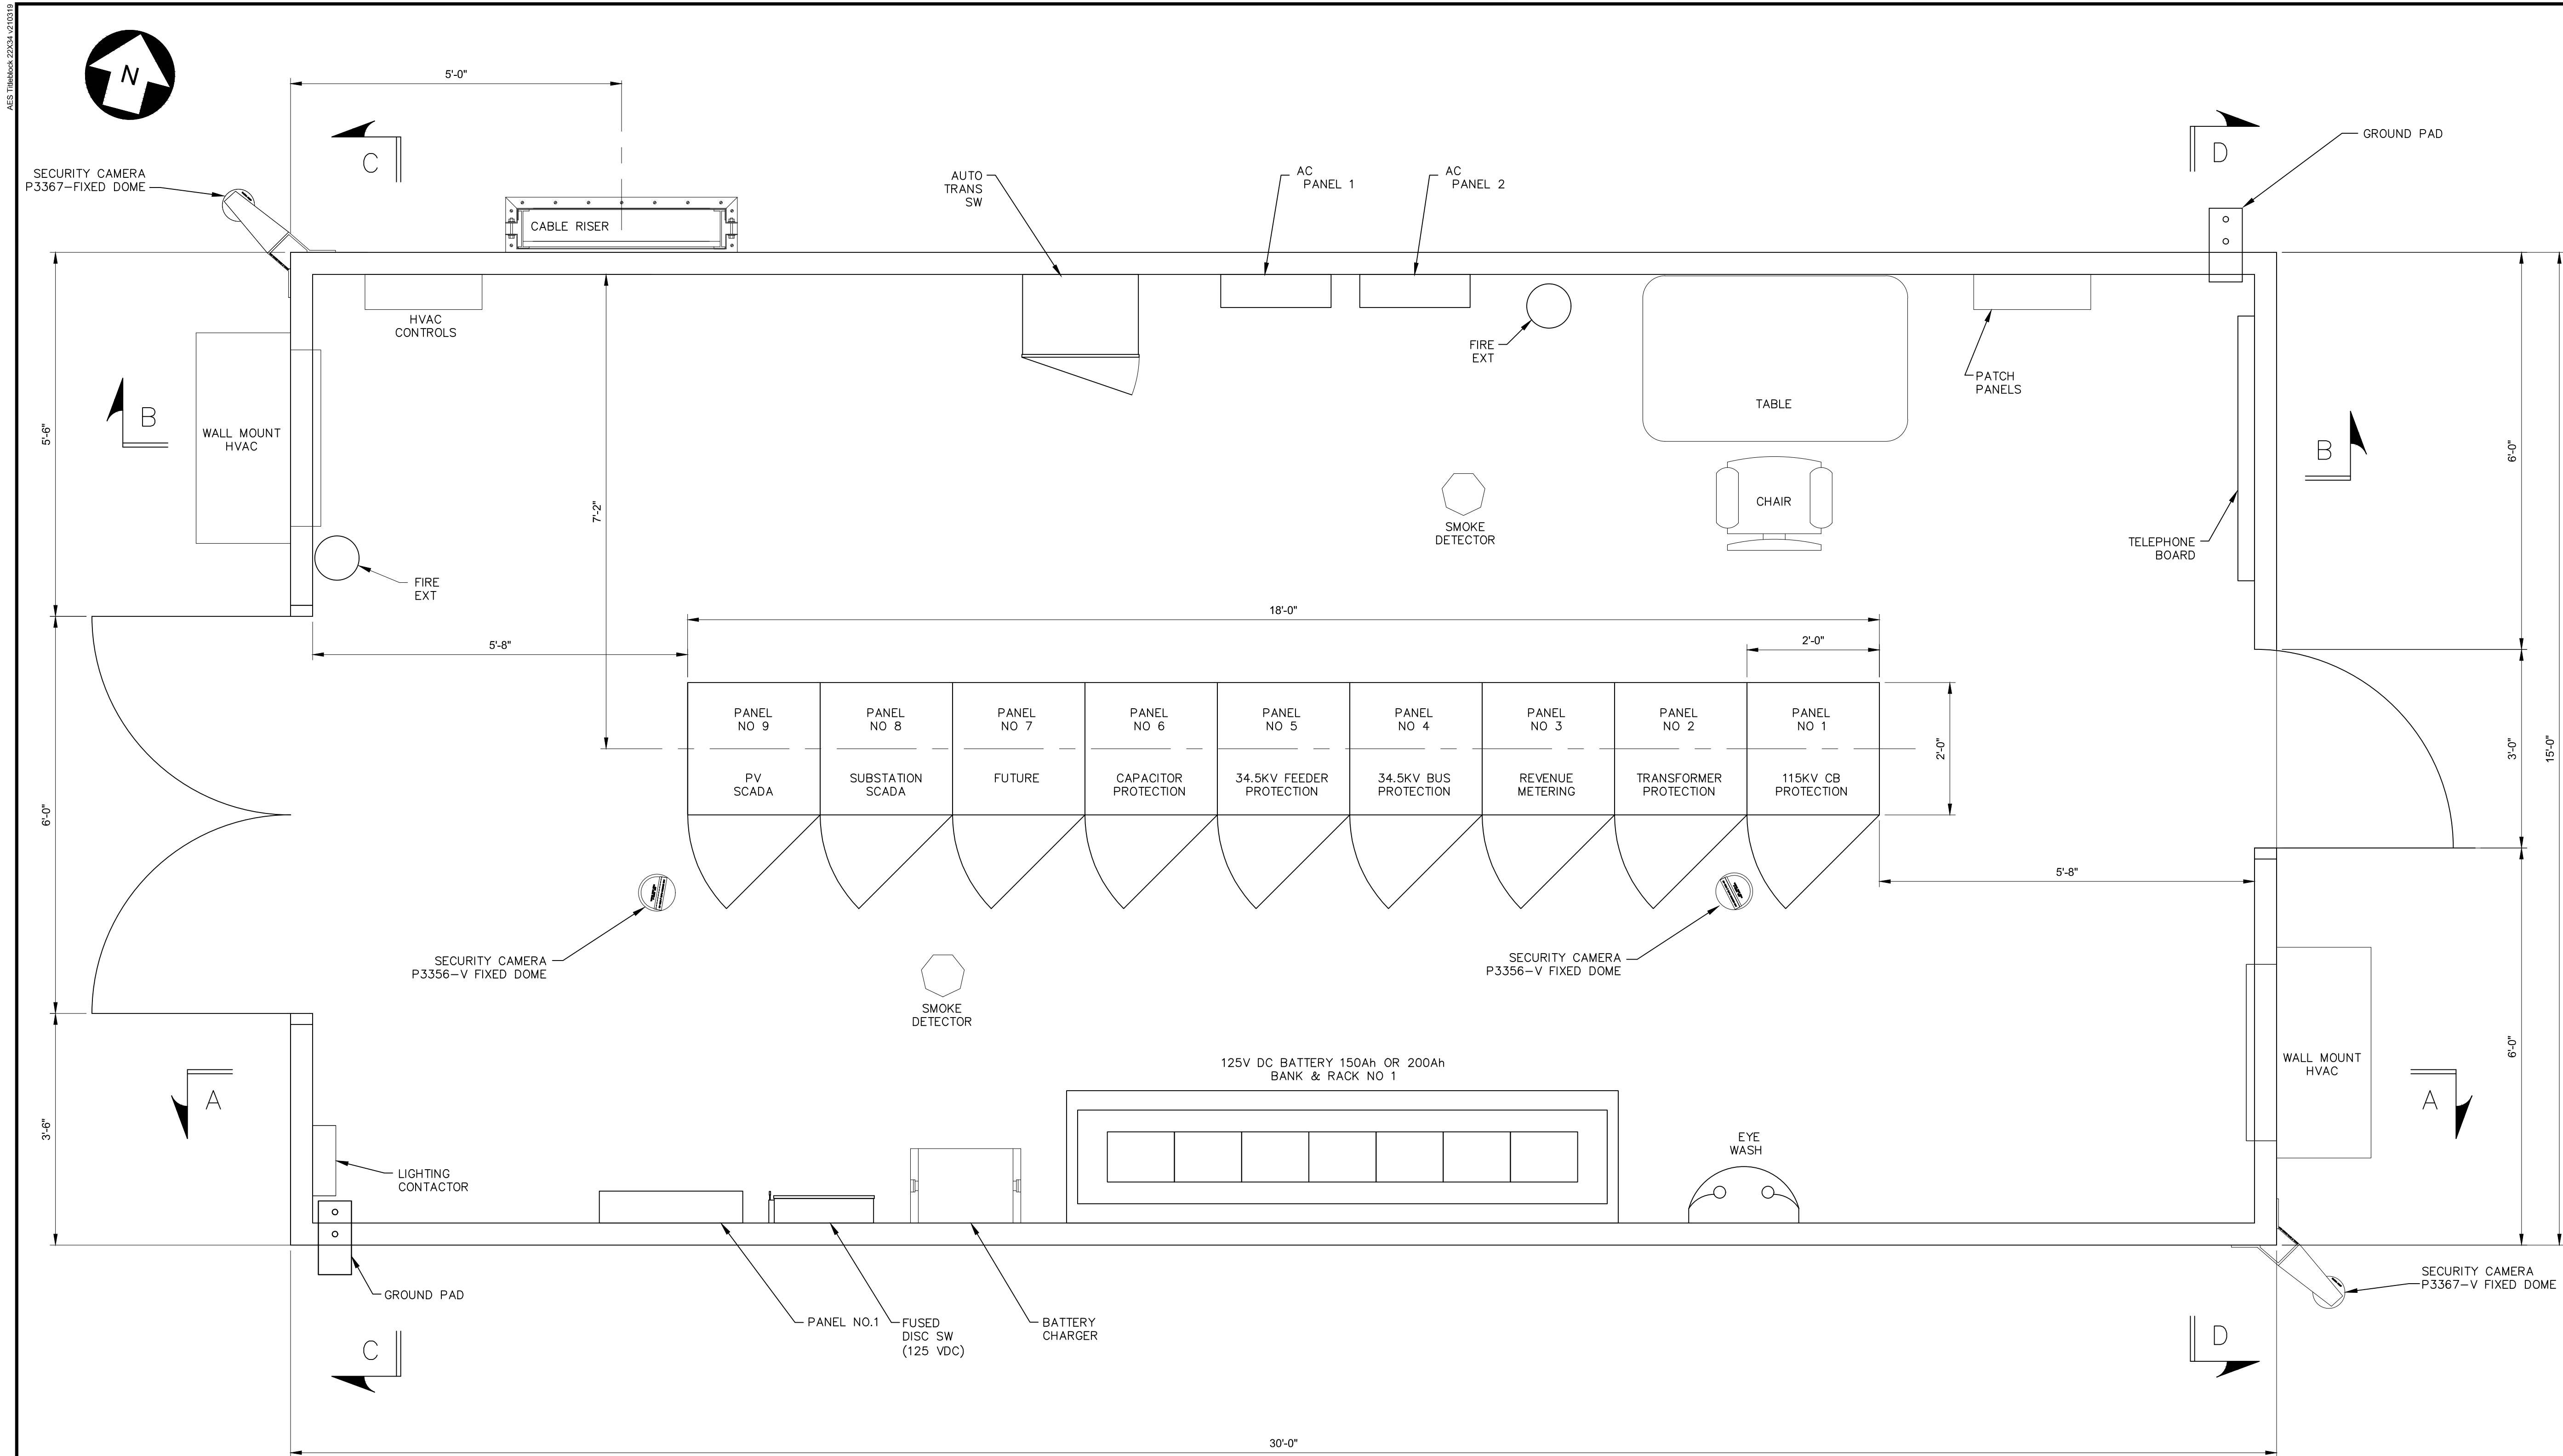 AES Titleblock 22X34 v210319
N
5'-0"
C
D
GROUND PAD
SECURITY CAMERA
P3367-FIXED DOME
AUTO
TRANS
SW
AC
PANEL 1
AC
PANEL 2
CABLE RISER
HVAC
CONTROLS
FIRE
EXT
PATCH
PANELS
TABLE
5'-6"
B
WALL MOUNT
HVAC
B
6'-0"
7'-2"
CHAIR
SMOKE
DETECTOR
TELEPHONE
BOARD
FIRE
EXT
18'-0"
5'-8"
2'-0"
PANEL
NO 9
PV
SCADA
PANEL
NO 8
SUBSTATION
SCADA
PANEL
NO 7
FUTURE
PANEL
NO 6
CAPACITOR
PROTECTION
PANEL
NO 5
34.5KV FEEDER
PROTECTION
PANEL
NO 4
34.5KV BUS
PROTECTION
PANEL
NO 3
REVENUE
METERING
PANEL
NO 2
TRANSFORMER
PROTECTION
PANEL
NO 1
115KV CB
PROTECTION
2'-0"
3'-0"
15'-0"
6'-0"
5'-8"
SECURITY CAMERA
P3356-V FIXED DOME
SECURITY CAMERA
P3356-V FIXED DOME
SMOKE
DETECTOR
125V DC BATTERY 150Ah OR 200Ah
BANK & RACK NO 1
6'-0"
WALL MOUNT
HVAC
A
A
3'-6"
EYE
WASH
LIGHTING
CONTACTOR
GROUND PAD
PANEL NO.1
FUSED
DISC SW
(125 VDC)
BATTERY
CHARGER
SECURITY CAMERA
P3367-V FIXED DOME
C
D
30'-0"